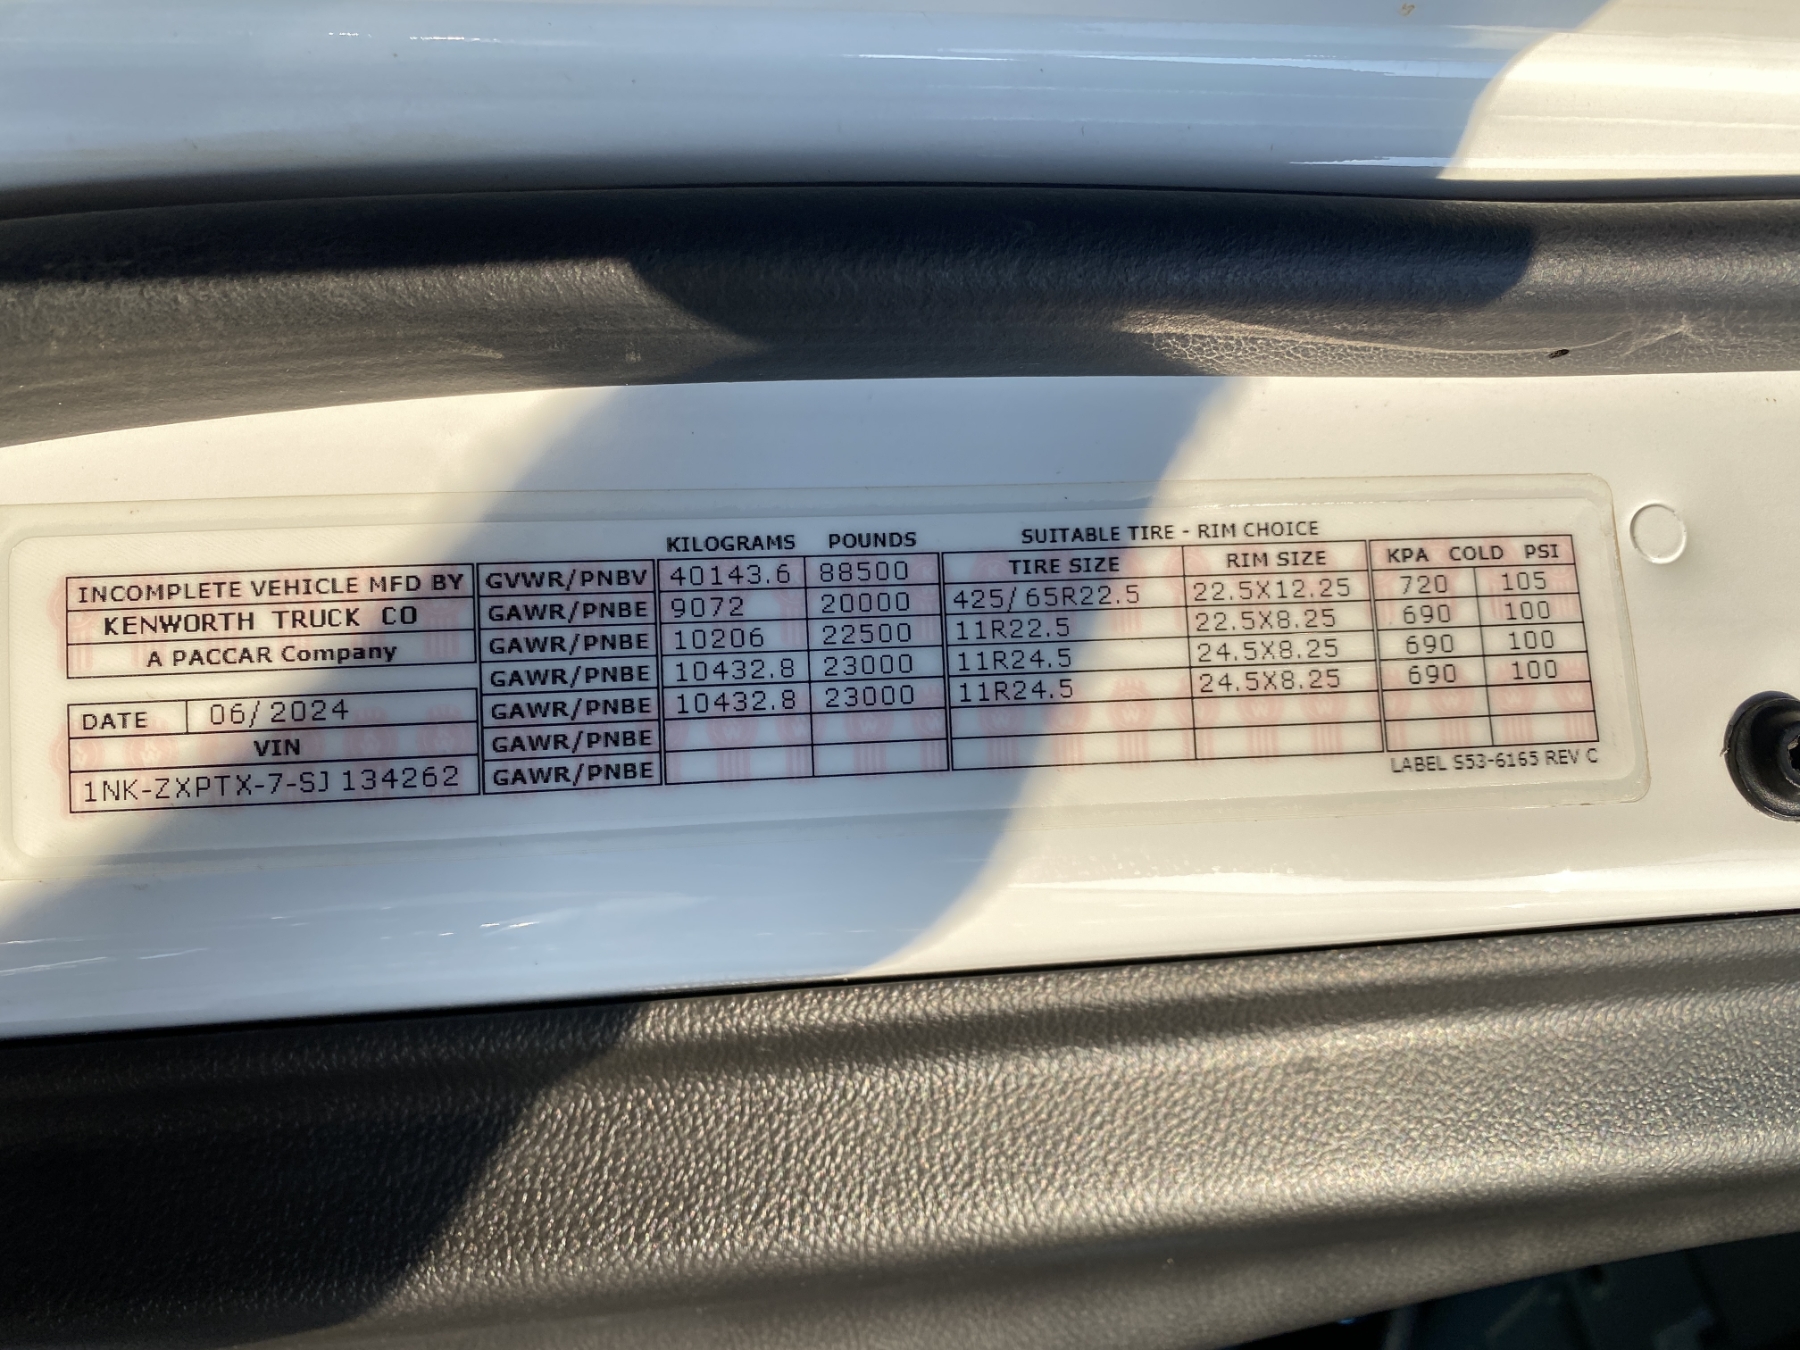 KILOGRAMS POUNDS SUITABLE TIRE - RIM CHOICE
INCOMPLETE VEHICLE MFD BY GVWR/PNBV 40143.6 88500 TIRE SIZE RIM SIZE KPA COLD PSI
KENWORTH TRUCK CO GAWR/PNBE 9072 20000 425/65R22.5 22.5X12.25 720 105
A PACCAR Company GAWR/PNBE 10206 22500 11R22.5 22.5X8.25 690 100
GAWR/PNBE 10432.8 23000 11R24.5 24.5X8.25 690 100
DATE 06/2024 GAWR/PNBE 10432.8 23000 11R24.5 24.5X8.25 690 100
VIN GAWR/PNBE
1NK-ZXPTX-7-SJ134262 GAWR/PNBE
LABEL S53-6165 REV C